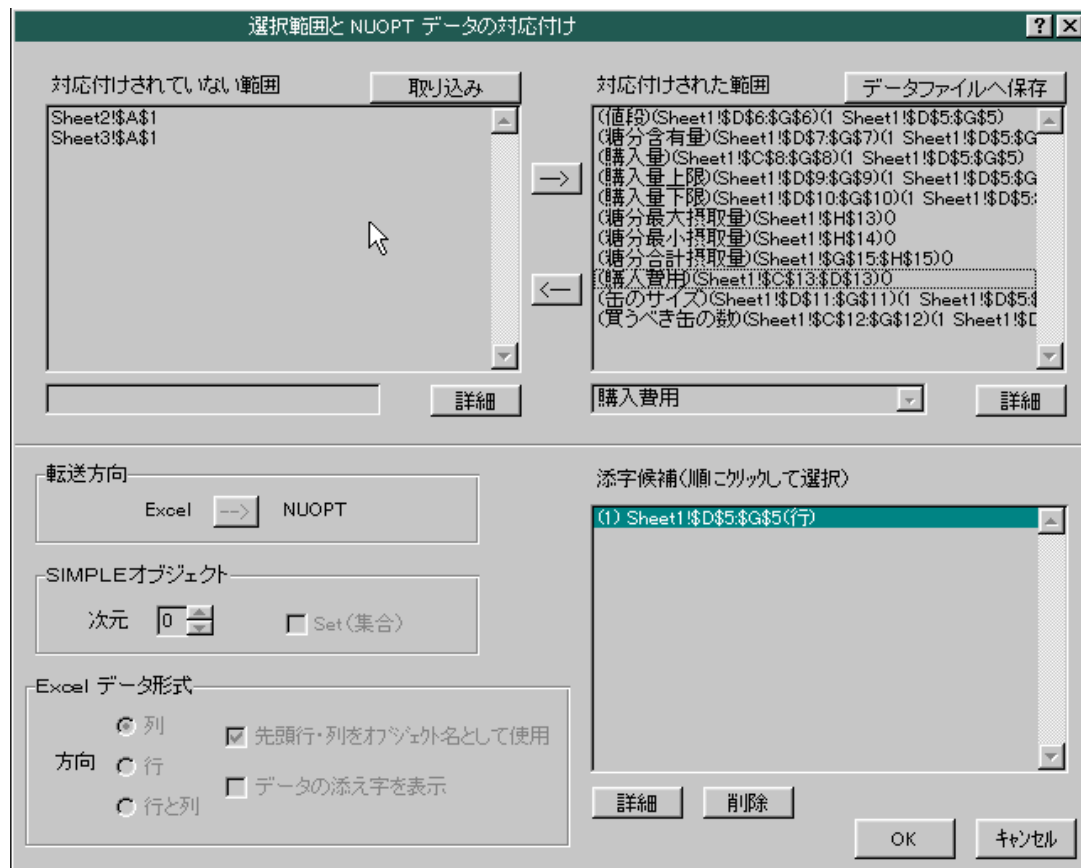 選択範囲と NUOPT データの対応付け
対応付けされていない範囲
取り込み
Sheet2!$A$1
Sheet3!$A$1
詳細
対応付けされた範囲
データファイルへ保存
(値段)(Sheet1!$D$6:$G$6)(1 Sheet1!$D$5:$G$5)
(糖分含有量)(Sheet1!$D$7:$G$7)(1 Sheet1!$D$5:$G
(購入量)(Sheet1!$C$8:$G$8)(1 Sheet1!$D$5:$G$5)
(購入量上限)(Sheet1!$D$9:$G$9)(1 Sheet1!$D$5:$G
(購入量下限)(Sheet1!$D$10:$G$10)(1 Sheet1!$D$5:
(糖分最大摂取量)(Sheet1!$H$13)()
(糖分最小摂取量)(Sheet1!$H$14)()
(糖分合計摂取量)(Sheet1!$G$15:$H$15)()
(購入費用)(Sheet1!$C$13:$D$13)()
(缶のサイズ)(Sheet1!$D$11:$G$11)(1 Sheet1!$D$5:$
(買うべき缶の数)(Sheet1!$C$12:$G$12)(1 Sheet1!$D
-->
<--
購入費用
詳細
転送方向
Excel --> NUOPT
SIMPLEオブジェクト
次元 0 Set(集合)
Excel データ形式
方向
列
行
行と列
先頭行・列をオブジェクト名として使用
データの添え字を表示
添字候補(順にクリックして選択)
(1) Sheet1!$D$5:$G$5(行)
詳細
削除
OK
キャンセル